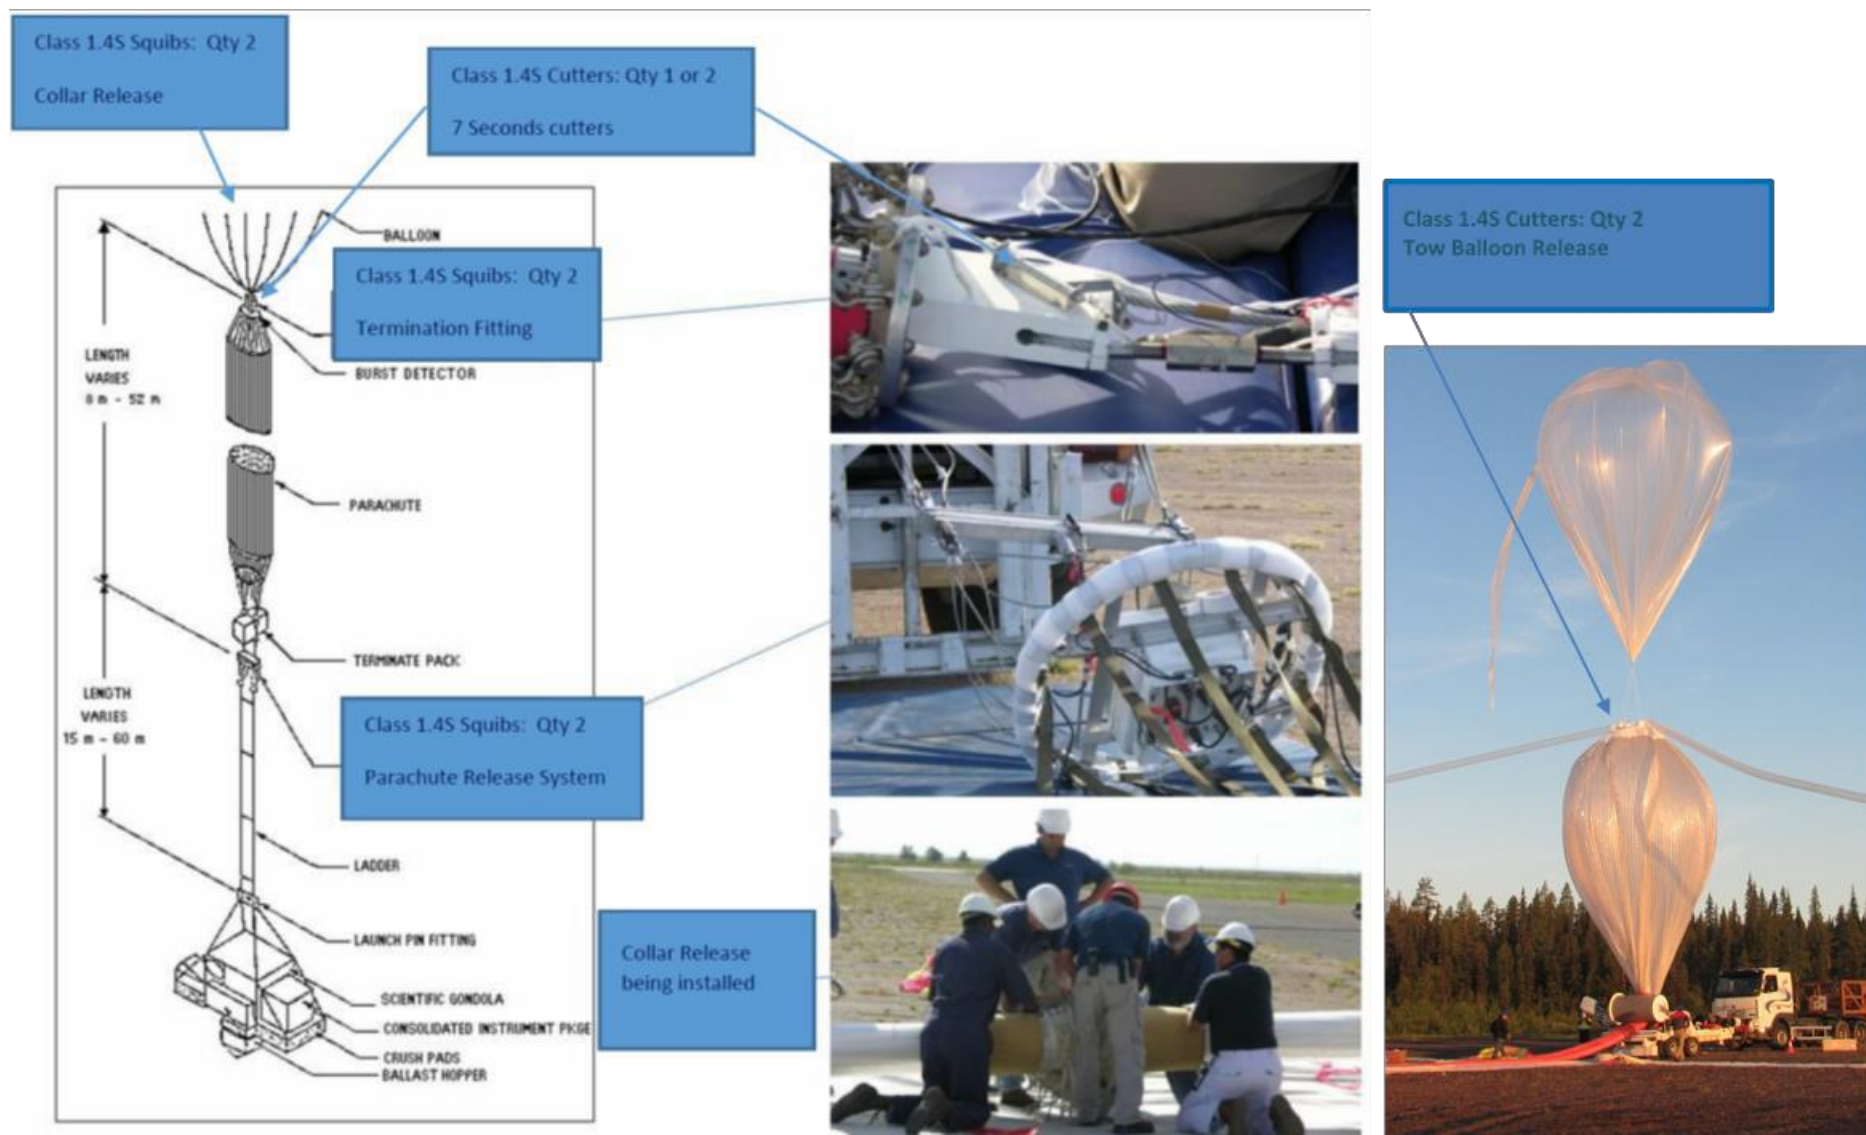 Class 1.4S Squibs: Qty 2
Collar Release
Class 1.4S Cutters: Qty 1 or 2
7 Seconds cutters
Class 1.4S Cutters: Qty 2
Tow Balloon Release
BALLOON
Class 1.4S Squibs: Qty 2
Termination Fitting
BURST DETECTOR
LENGTH
VARIES
8 m - 52 m
PARACHUTE
TERMINATE PACK
LENGTH
VARIES
15 m - 60 m
Class 1.4S Squibs: Qty 2
Parachute Release System
LADDER
LAUNCH PIN FITTING
Collar Release
being installed
SCIENTIFIC GONDOLA
CONSOLIDATED INSTRUMENT PKGE
CRUSH PADS
BALLAST HOPPER